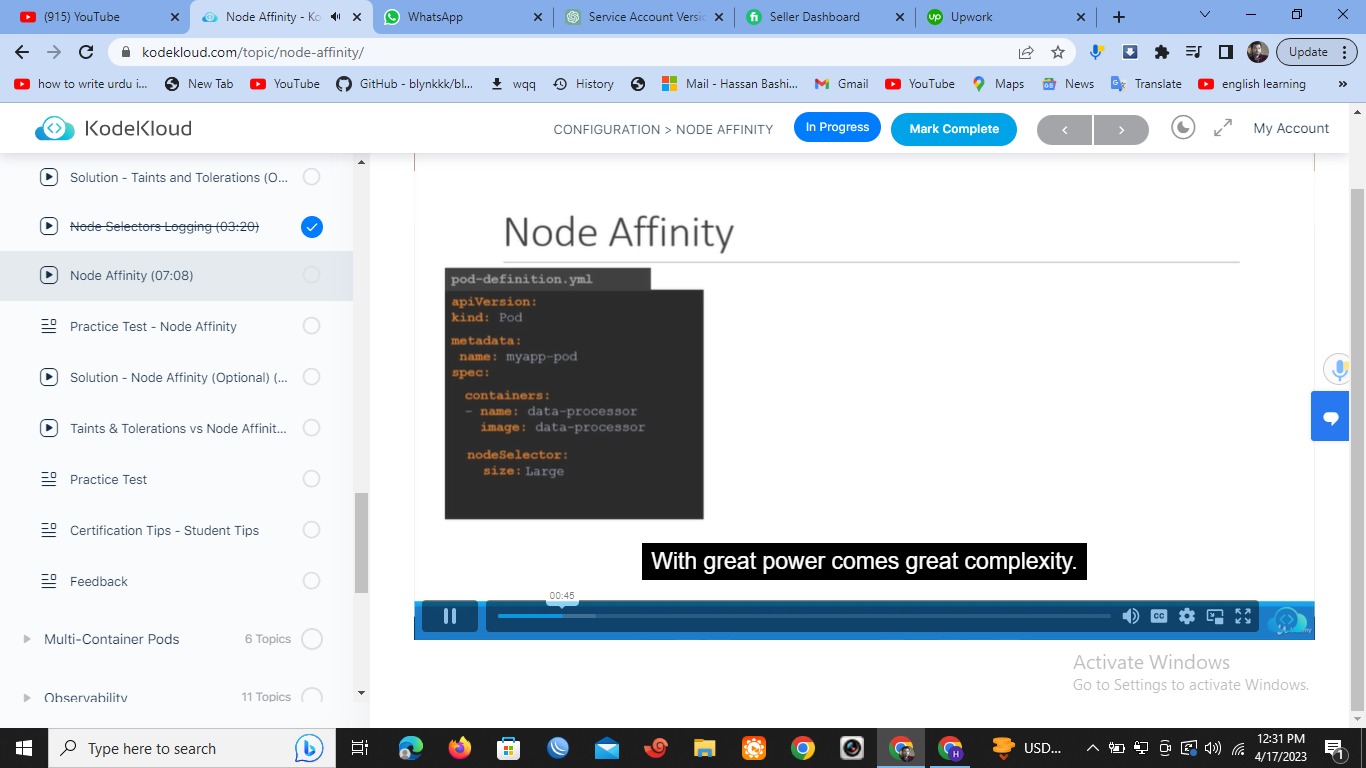 (915) YouTube
Node Affinity - Ko
WhatsApp
Service Account Versio
Seller Dashboard
Upwork
kodekloud.com/topic/node-affinity/
Update
how to write urdu i...
New Tab
YouTube
GitHub - blynkkk/bl...
wqq
History
Mail - Hassan Bashi...
Gmail
YouTube
Maps
News
Translate
english learning
»
KodeKloud
CONFIGURATION > NODE AFFINITY
In Progress
Mark Complete
My Account
Solution - Taints and Tolerations (O...
Node Selectors Logging (03:20)
Node Affinity (07:08)
Practice Test - Node Affinity
Solution - Node Affinity (Optional) (...
Taints & Tolerations vs Node Affinit...
Practice Test
Certification Tips - Student Tips
Feedback
Multi-Container Pods 6 Topics
Observability 11 Topics
Node Affinity
pod-definition.yml
apiVersion:
kind: Pod
metadata:
name: myapp-pod
spec:
containers:
- name: data-processor
image: data-processor
nodeSelector:
size: Large
With great power comes great complexity.
00:45
CC
Activate Windows
Go to Settings to activate Windows.
Type here to search
USD...
12:31 PM
4/17/2023
1